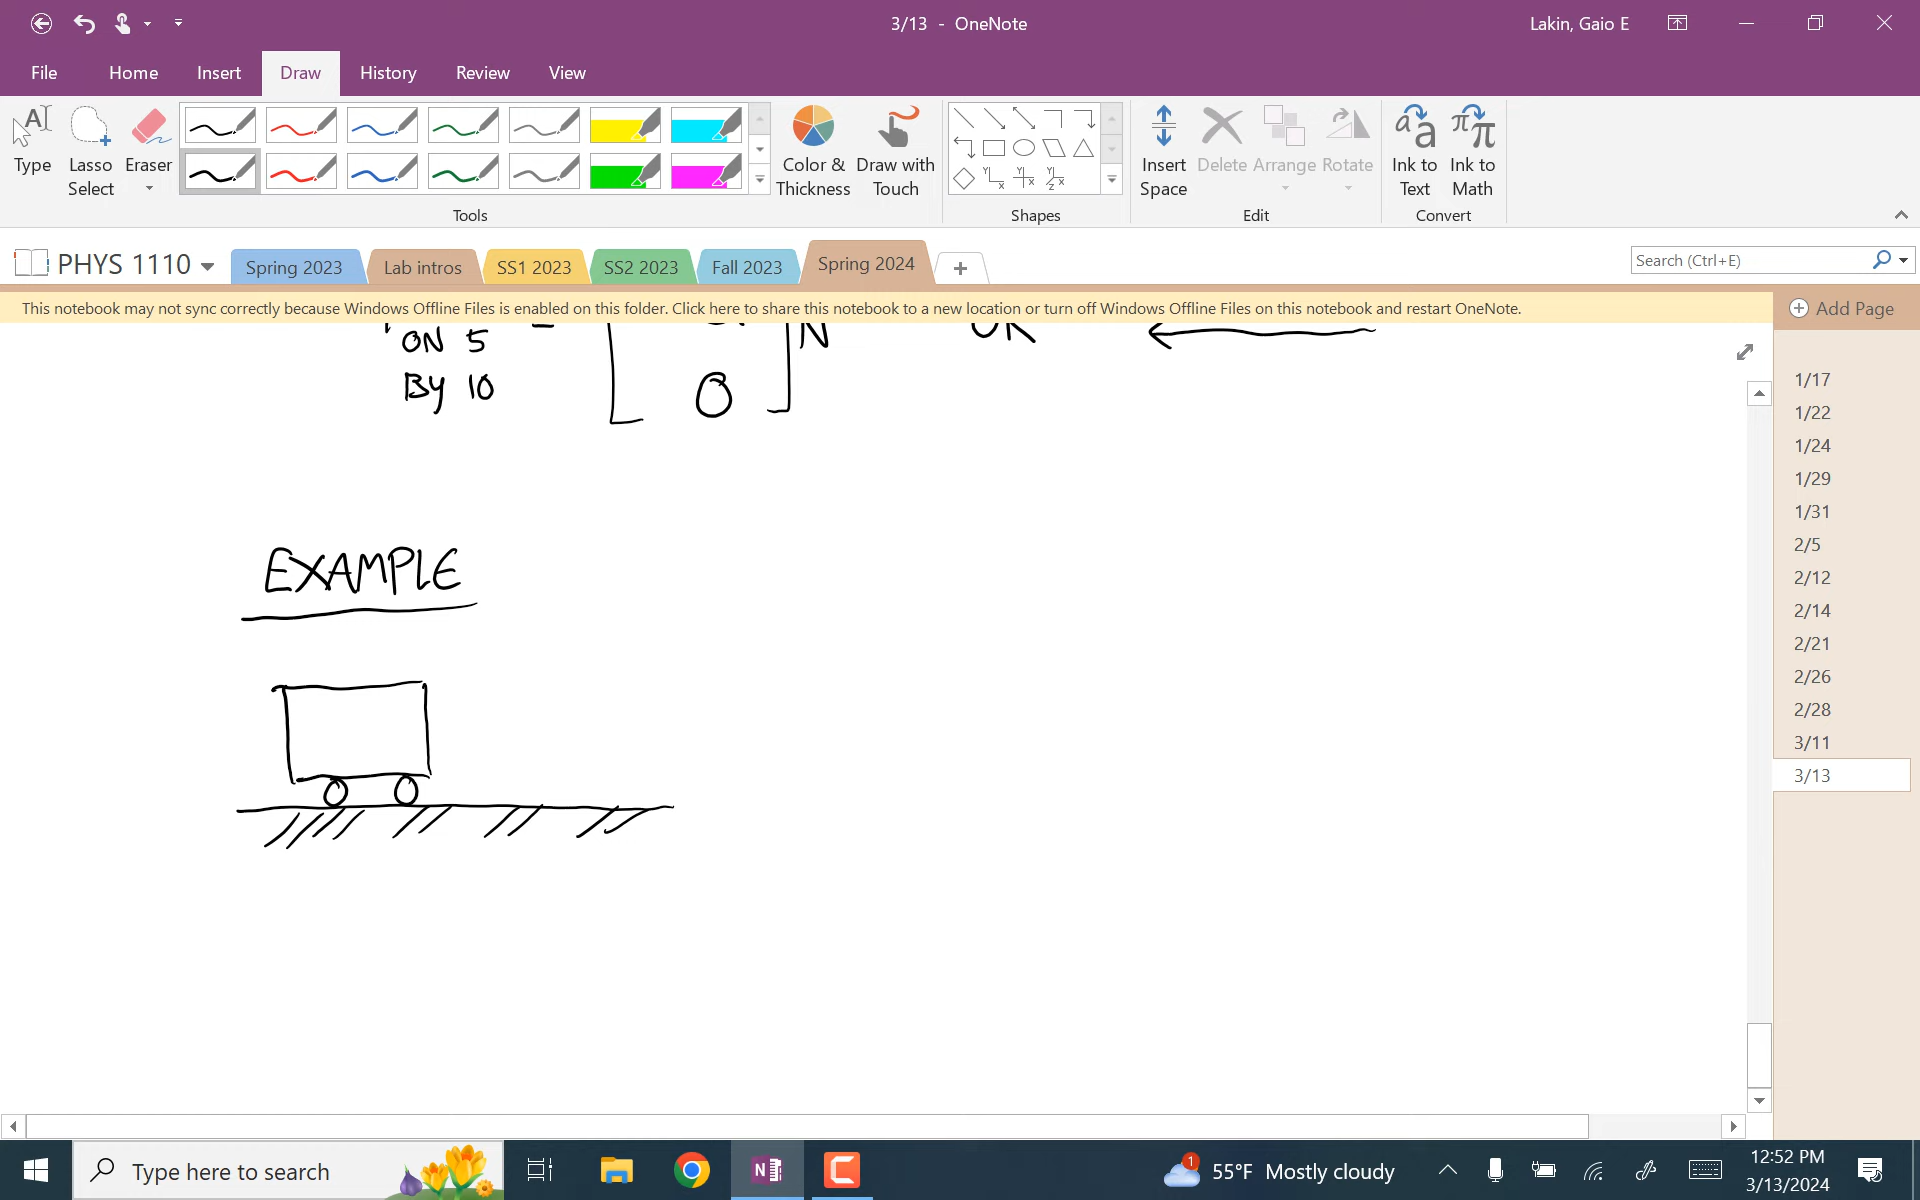 3/13 - OneNote
Lakin, Gaio E
File Home Insert Draw History Review View
Type
Lasso Select
Eraser
Color & Thickness
Draw with Touch
Insert Space
Delete
Arrange
Rotate
Ink to Text
Ink to Math
Tools
Shapes
Edit
Convert
PHYS 1110
Spring 2023
Lab intros
SS1 2023
SS2 2023
Fall 2023
Spring 2024
Search (Ctrl+E)
This notebook may not sync correctly because Windows Offline Files is enabled on this folder. Click here to share this notebook to a new location or turn off Windows Offline Files on this notebook and restart OneNote.
Add Page
ON 5
By 10
N
OR
0
EXAMPLE
1/17
1/22
1/24
1/29
1/31
2/5
2/12
2/14
2/21
2/26
2/28
3/11
3/13
Type here to search
1
55°F Mostly cloudy
12:52 PM
3/13/2024